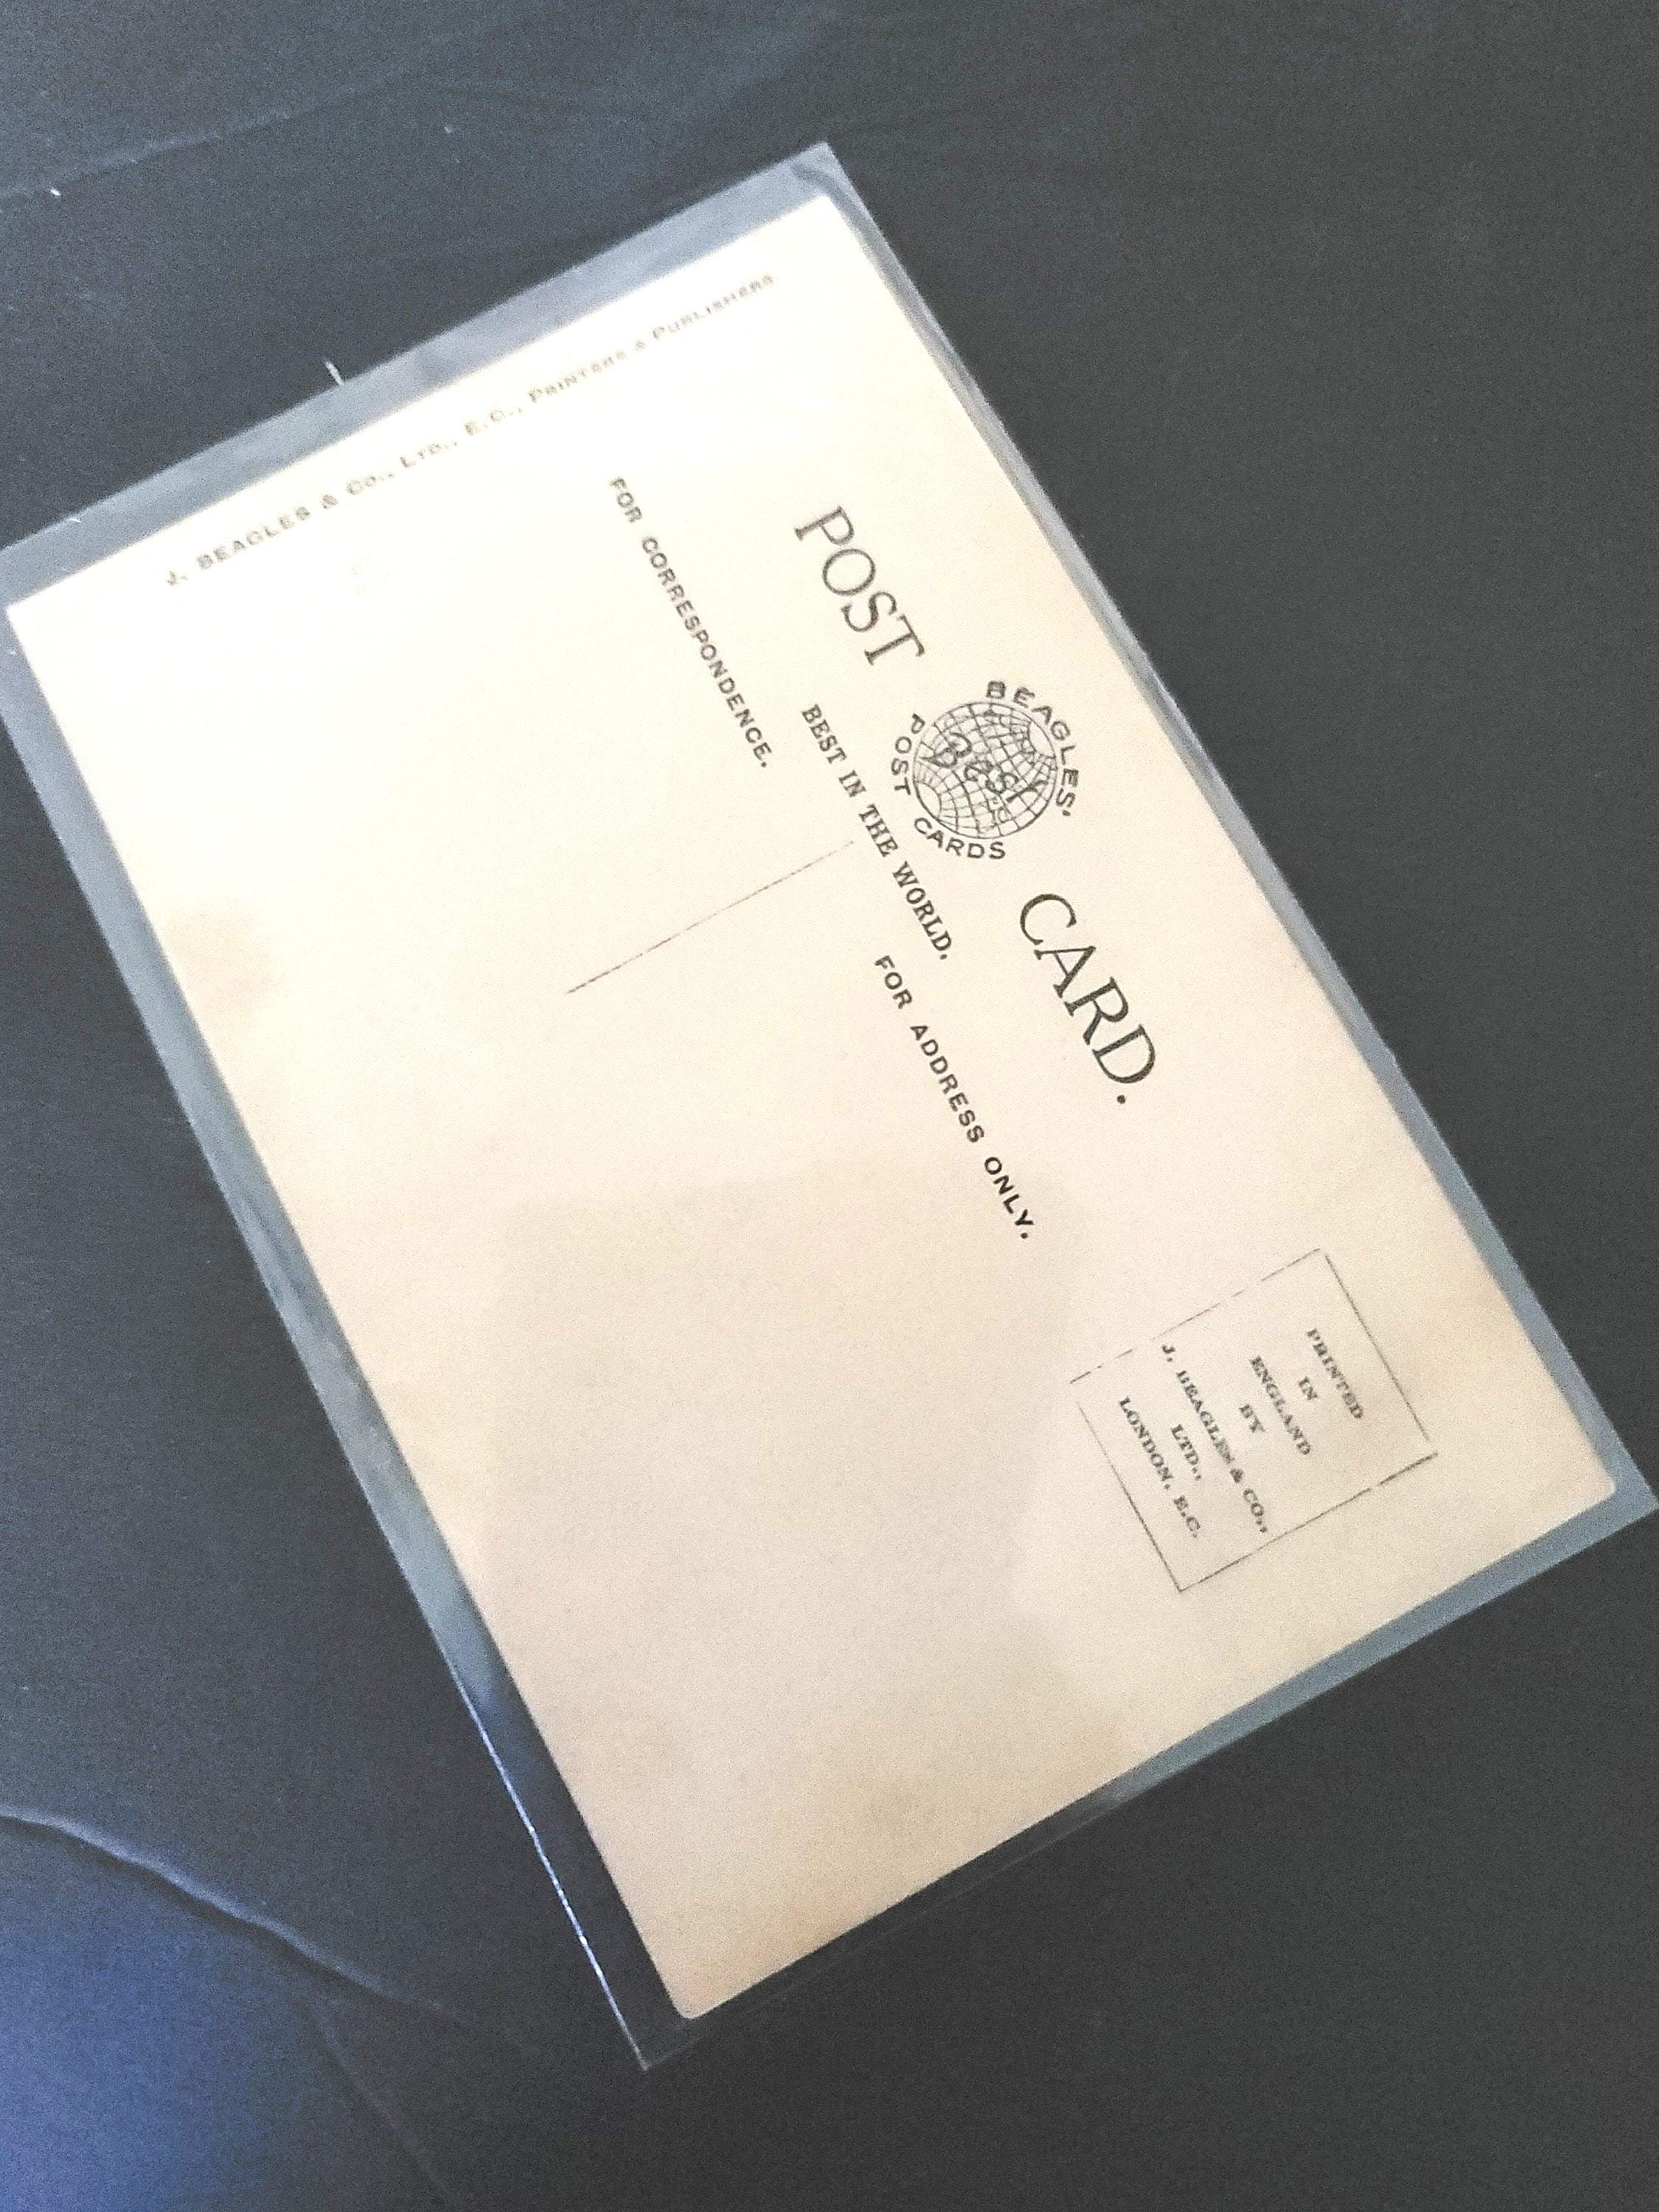 POST CARD.
BEAGLES.
Best
POST CARDS
BEST IN THE WORLD.
FOR CORRESPONDENCE.
FOR ADDRESS ONLY.
PRINTED
IN
ENGLAND
BY
J. BEAGLES & CO.,
LTD.,
LONDON. E.C.
J. BEAGLES & Co., LTD., E.C., PRINTERS & PUBLISHERS